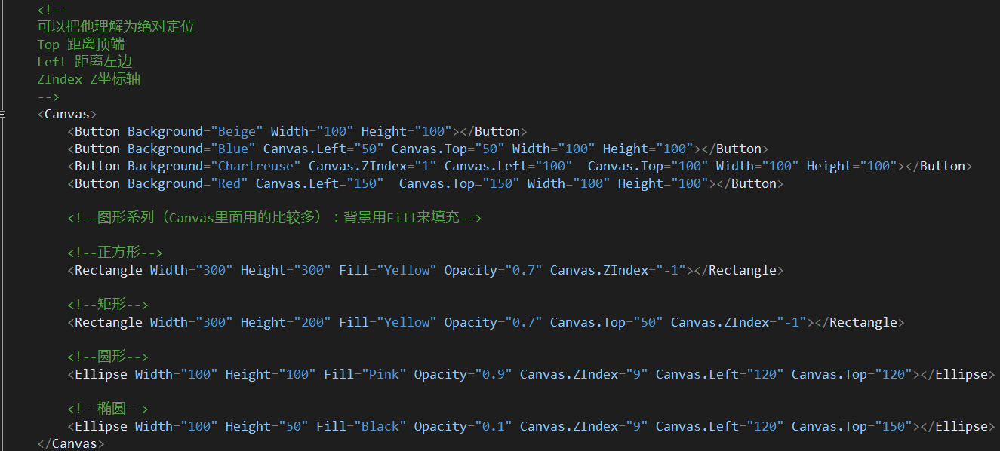 <!--
可以把他理解为绝对定位
Top 距离顶端
Left 距离左边
ZIndex Z坐标轴
-->
<Canvas>
<Button Background="Beige" Width="100" Height="100"></Button>
<Button Background="Blue" Canvas.Left="50" Canvas.Top="50" Width="100" Height="100"></Button>
<Button Background="Chartreuse" Canvas.ZIndex="1" Canvas.Left="100"  Canvas.Top="100" Width="100" Height="100"></Button>
<Button Background="Red" Canvas.Left="150"  Canvas.Top="150" Width="100" Height="100"></Button>
<!--图形系列（Canvas里面用的比较多）：背景用Fill来填充-->
<!--正方形-->
<Rectangle Width="300" Height="300" Fill="Yellow" Opacity="0.7" Canvas.ZIndex="-1"></Rectangle>
<!--矩形-->
<Rectangle Width="300" Height="200" Fill="Yellow" Opacity="0.7" Canvas.Top="50" Canvas.ZIndex="-1"></Rectangle>
<!--圆形-->
<Ellipse Width="100" Height="100" Fill="Pink" Opacity="0.9" Canvas.ZIndex="9" Canvas.Left="120" Canvas.Top="120"></Ellipse>
<!--椭圆-->
<Ellipse Width="100" Height="50" Fill="Black" Opacity="0.1" Canvas.ZIndex="9" Canvas.Left="120" Canvas.Top="150"></Ellipse>
</Canvas>